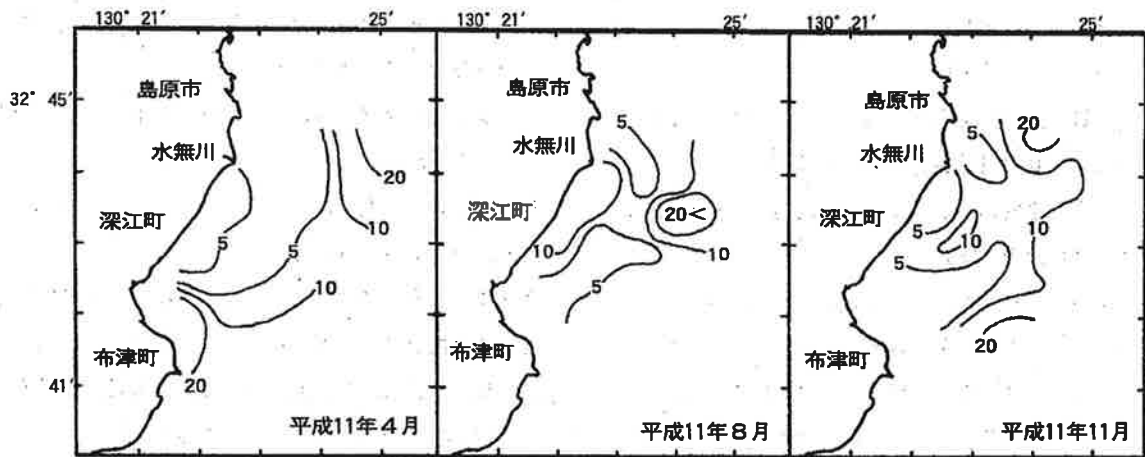 130° 21′ 25′
32° 45′
島原市
水無川
深江町
布津町
41′
5
20
10
5
10
20
平成11年4月
130° 21′ 25′
島原市
水無川
深江町
布津町
5
20<
10
10
5
平成11年8月
130° 21′ 25′
島原市
水無川
深江町
布津町
5
20
10
5
5
10
20
平成11年11月